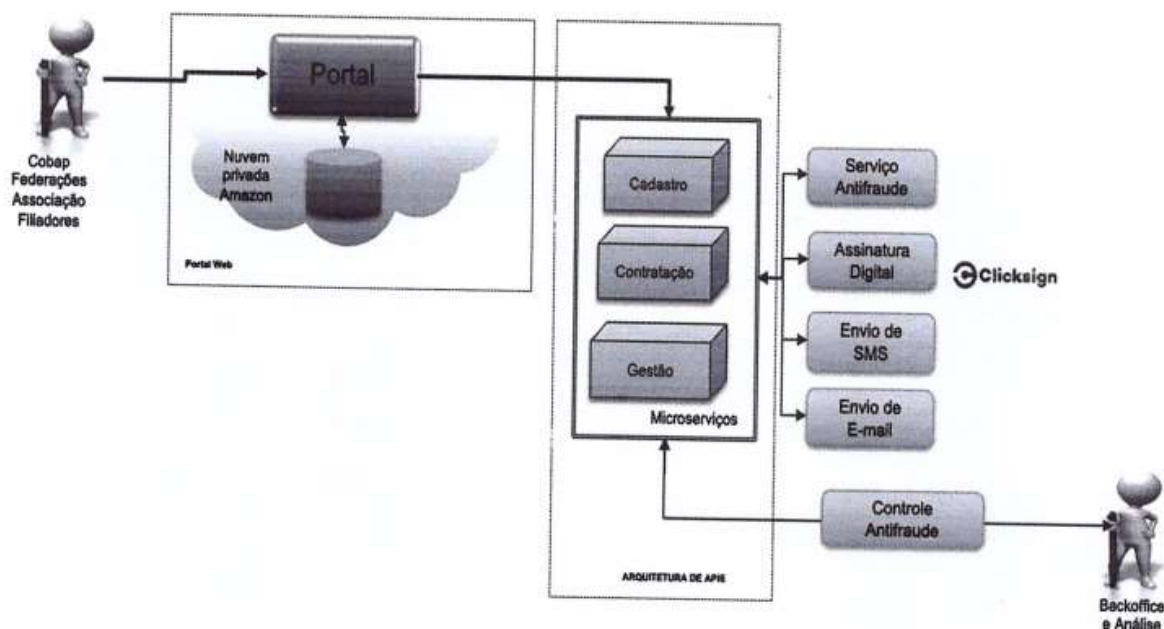 Cobap
Federações
Associação
Filiadores
Portal
Nuvem
privada
Amazon
Portal Web
Cadastro
Contratação
Gestão
Microserviços
ARQUITETURA DE APIS
Serviço
Antifraude
Assinatura
Digital
Clicksign
Envio de
SMS
Envio de
E-mail
Controle
Antifraude
Backoffice
e Análise